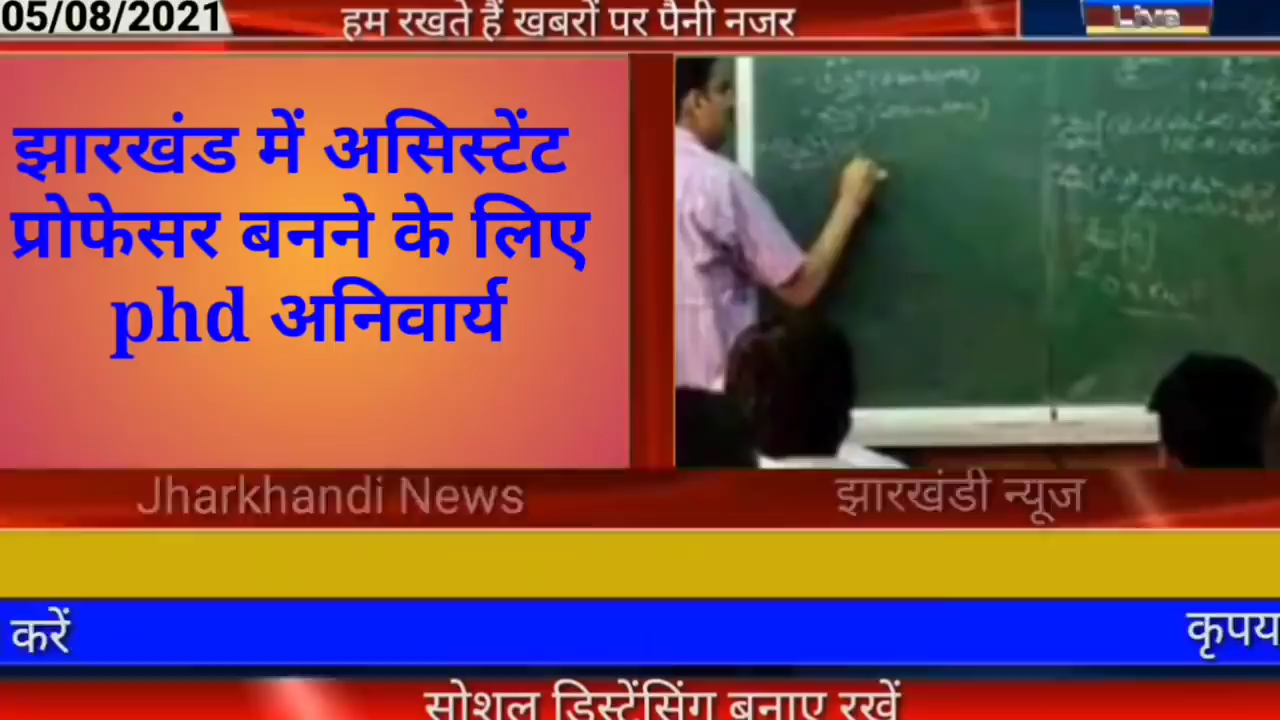 05/08/2021
हम रखते हैं खबरों पर पैनी नजर
Live
झारखंड में असिस्टेंट
प्रोफेसर बनने के लिए
phd अनिवार्य
Jharkhandi News
झारखंडी न्यूज
करें
कृपय
सोशल डिस्टेंसिंग बनाए रखें